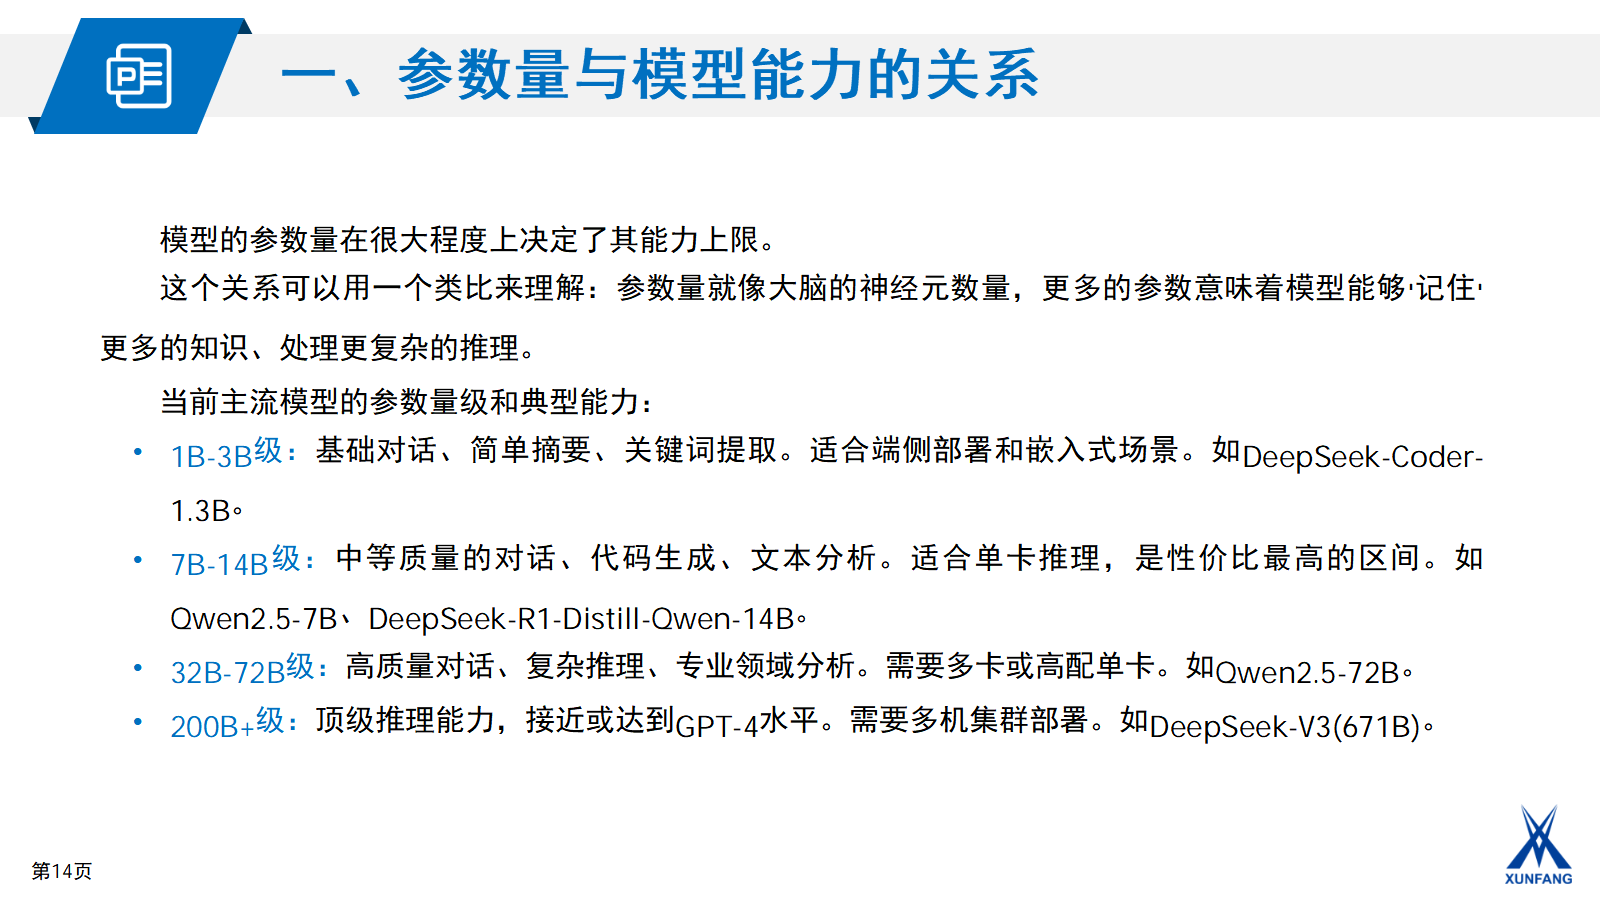 一、参数量与模型能力的关系
模型的参数量在很大程度上决定了其能力上限。
这个关系可以用一个类比来理解：参数量就像大脑的神经元数量，更多的参数意味着模型能够'记住'
更多的知识、处理更复杂的推理。
当前主流模型的参数量级和典型能力：
• 1B-3B级：基础对话、简单摘要、关键词提取。适合端侧部署和嵌入式场景。如DeepSeek-Coder-
1.3B。
• 7B-14B级：中等质量的对话、代码生成、文本分析。适合单卡推理，是性价比最高的区间。如
Qwen2.5-7B、DeepSeek-R1-Distill-Qwen-14B。
• 32B-72B级：高质量对话、复杂推理、专业领域分析。需要多卡或高配单卡。如Qwen2.5-72B。
• 200B+级：顶级推理能力，接近或达到GPT-4水平。需要多机集群部署。如DeepSeek-V3(671B)。
第14页
XUNFANG